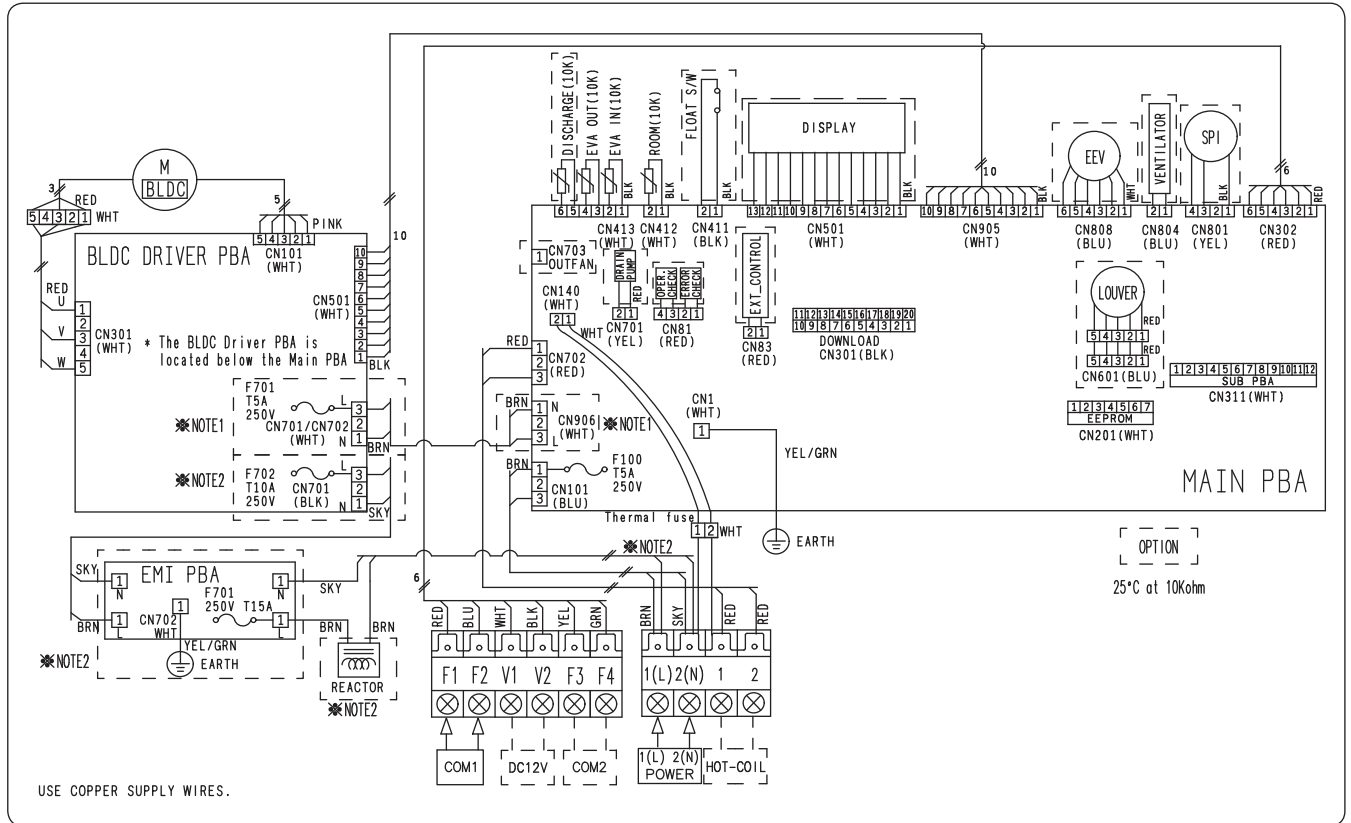 DISCHARGE(10K)
EVA OUT(10K)
EVA IN(10K)
ROOM(10K)
FLOAT S/W
DISPLAY
EEV
VENTILATOR
SPI
BLK
BLK
BLK
BLK
BLK
WHT
BLK
RED
10
6
M
BLDC
3
5
RED
5 4 3 2 1
WHT
PINK
5 4 3 2 1
CN101
(WHT)
10
BLDC DRIVER PBA
10
9
8
7
6
5
4
3
2
1
BLK
CN501
(WHT)
RED
U
V
W
1
2
3
4
5
CN301
(WHT)
* The BLDC Driver PBA is
located below the Main PBA
F701
T5A
250V
L
3
2
1
CN701/CN702
(WHT)
N
BRN
※NOTE1
F702
T10A
250V
L
3
2
1
CN701
(BLK)
N
SKY
※NOTE2
6 5 4 3 2 1
CN413
(WHT)
2 1
CN412
(WHT)
2 1
CN411
(BLK)
13 12 11 10 9 8 7 6 5 4 3 2 1
CN501
(WHT)
10 9 8 7 6 5 4 3 2 1
CN905
(WHT)
6 5 4 3 2 1
CN808
(BLU)
2 1
CN804
(BLU)
4 3 2 1
CN801
(YEL)
6 5 4 3 2 1
CN302
(RED)
1
CN703
OUTFAN
CN140
(WHT)
2 1
WHT
DRAIN
PUMP
RED
2 1
CN701
(YEL)
OPER.
CHECK
ERROR
CHECK
4 3 2 1
CN81
(RED)
EXT_CONTROL
2 1
CN83
(RED)
11 12 13 14 15 16 17 18 19 20
10 9 8 7 6 5 4 3 2 1
DOWNLOAD
CN301(BLK)
LOUVER
RED
5 4 3 2 1
RED
5 4 3 2 1
CN601(BLU)
1 2 3 4 5 6 7 8 9 10 11 12
SUB PBA
CN311(WHT)
1 2 3 4 5 6 7
EEPROM
CN201(WHT)
RED
1
2
3
CN702
(RED)
BRN
1 N
2
3 L
CN906
(WHT)
※NOTE1
BRN
1
2
3
F100
T5A
250V
CN101
(BLU)
CN1
(WHT)
1
YEL/GRN
EARTH
MAIN PBA
Thermal fuse
1 2 WHT
※NOTE2
OPTION
25°C at 10Kohm
EMI PBA
SKY
1
N
BRN
1
L
1
CN702
WHT
F701
250V T15A
1
N
SKY
1
L
BRN
BRN
YEL/GRN
EARTH
※NOTE2
REACTOR
※NOTE2
6
RED
BLU
WHT
BLK
YEL
GRN
F1 F2 V1 V2 F3 F4
COM1
DC12V
COM2
BRN
SKY
RED
RED
1(L) 2(N) 1 2
1(L) 2(N)
POWER
HOT-COIL
USE COPPER SUPPLY WIRES.